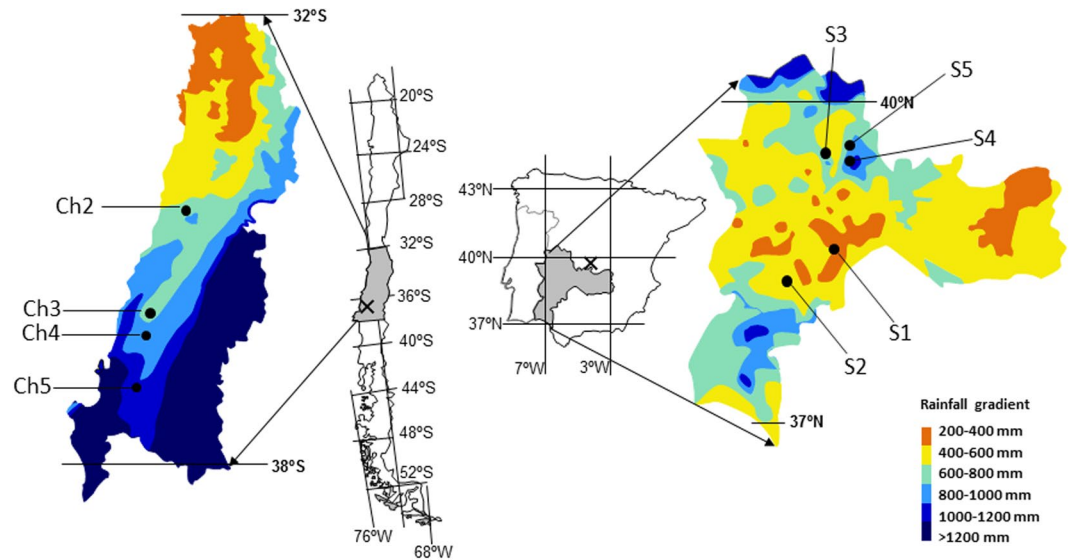 32ºS
Ch2
Ch3
Ch4
Ch5
38ºS
20ºS
24ºS
28ºS
32ºS
36ºS
40ºS
44ºS
48ºS
52ºS
76ºW
68ºW
43ºN
40ºN
37ºN
7ºW
3ºW
S3
S5
40ºN
S4
S1
S2
37ºN
Rainfall gradient
200-400 mm
400-600 mm
600-800 mm
800-1000 mm
1000-1200 mm
>1200 mm